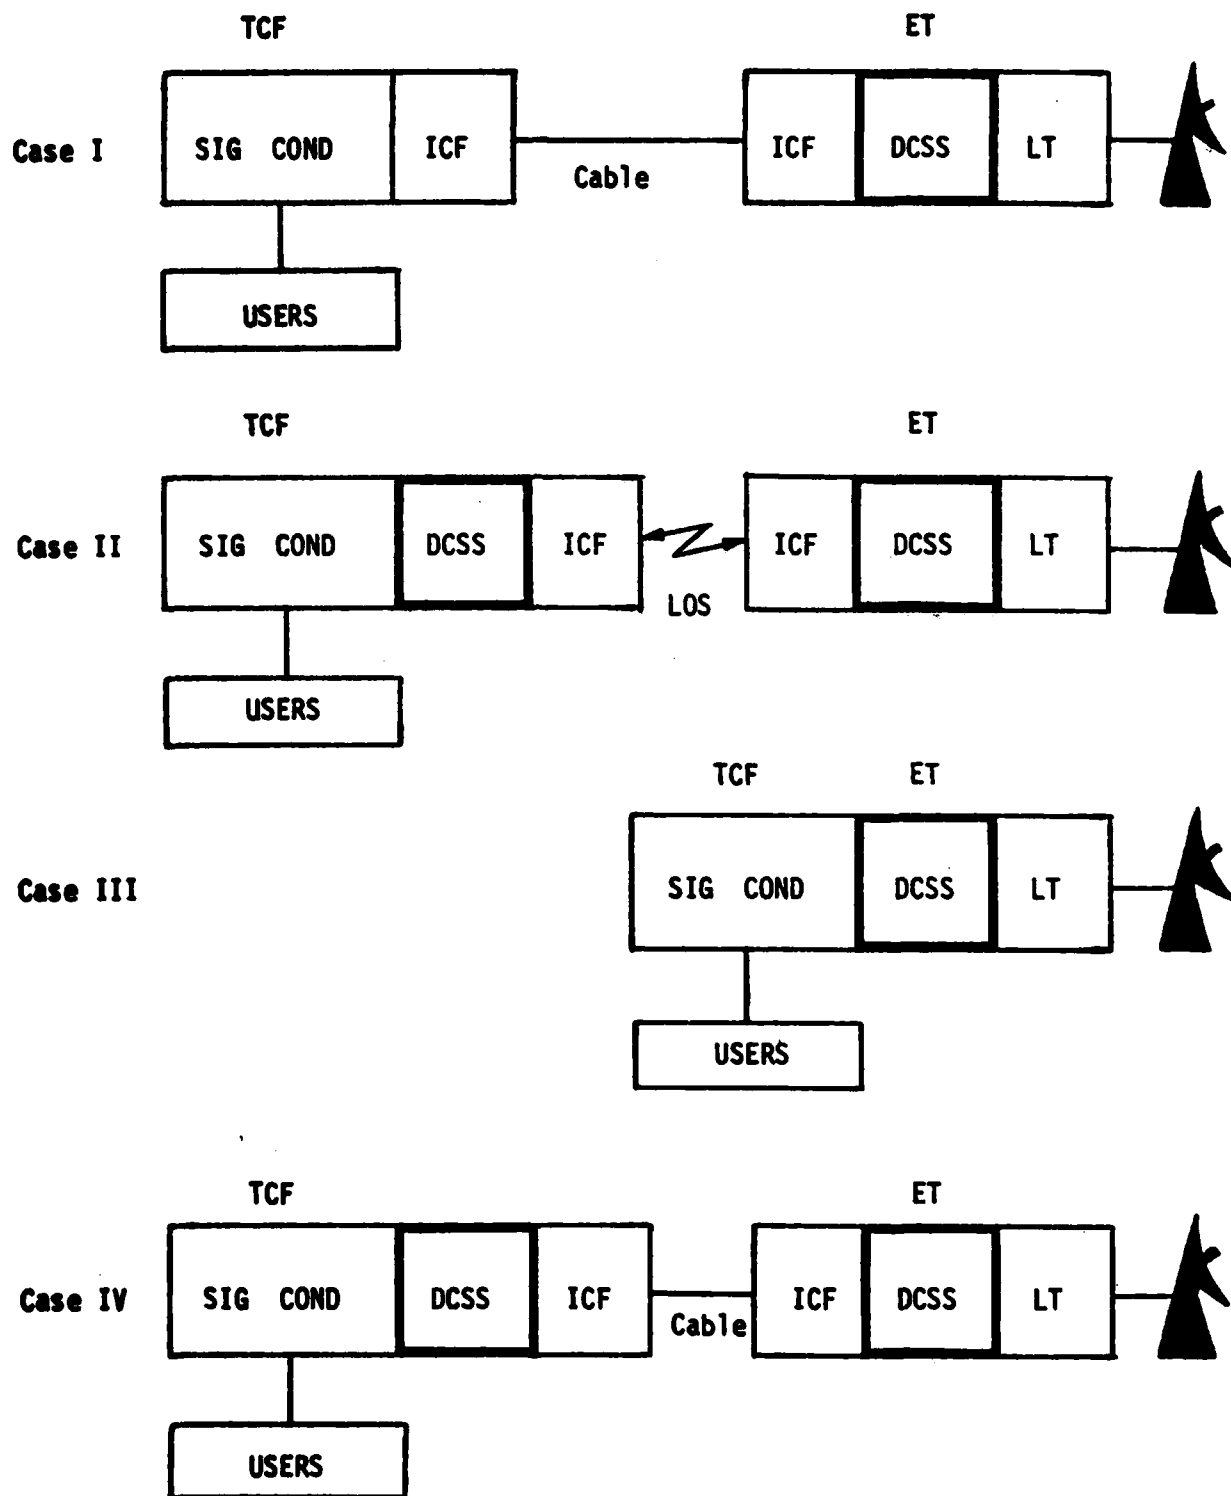 TCF ET
Case I SIG COND ICF ICF DCSS LT
Cable
USERS
TCF ET
Case II SIG COND DCSS ICF ICF DCSS LT
LOS
USERS
TCF ET
Case III SIG COND DCSS LT
USERS
TCF ET
Case IV SIG COND DCSS ICF ICF DCSS LT
Cable
USERS